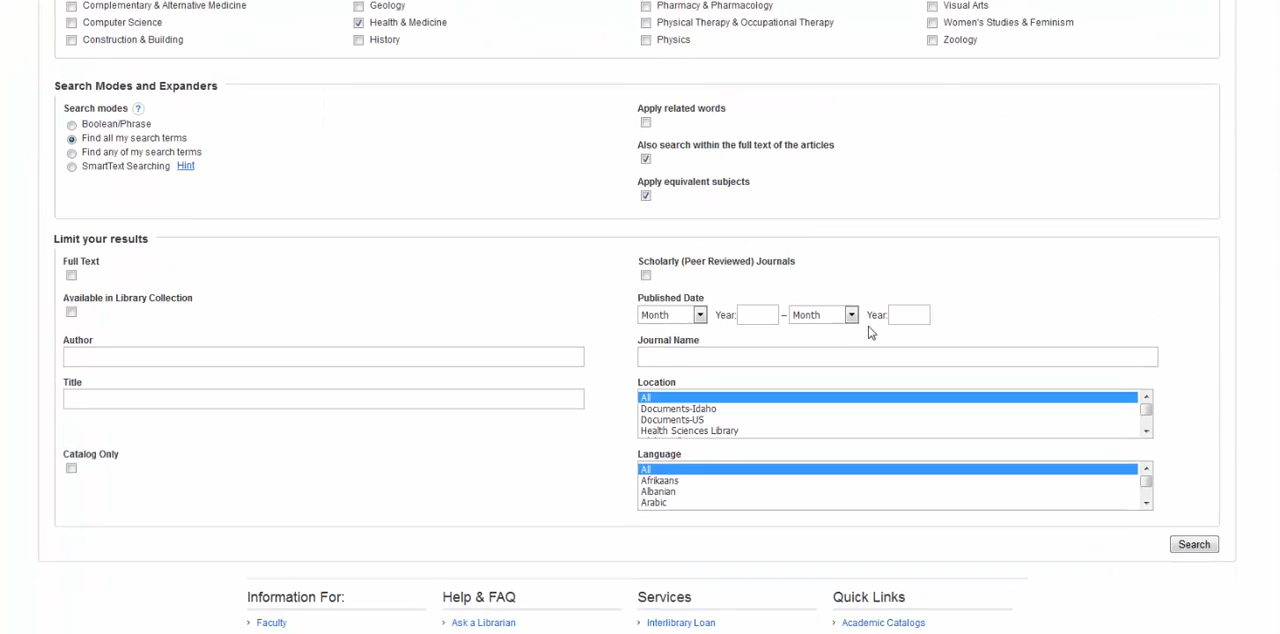 Complementary & Alternative Medicine Geology Pharmacy & Pharmacology Visual Arts
Computer Science Health & Medicine Physical Therapy & Occupational Therapy Women's Studies & Feminism
Construction & Building History Physics Zoology
Search Modes and Expanders
Search modes ? Apply related words
Boolean/Phrase
Find all my search terms
Also search within the full text of the articles
Find any of my search terms
SmartText Searching Hint
Apply equivalent subjects
Limit your results
Full Text Scholarly (Peer Reviewed) Journals
Available in Library Collection Published Date
Month Year: – Month Year:
Author Journal Name
Title Location
All
Documents-Idaho
Documents-US
Health Sciences Library
Catalog Only Language
All
Afrikaans
Albanian
Arabic
Search
Information For: Help & FAQ Services Quick Links
› Faculty › Ask a Librarian › Interlibrary Loan › Academic Catalogs